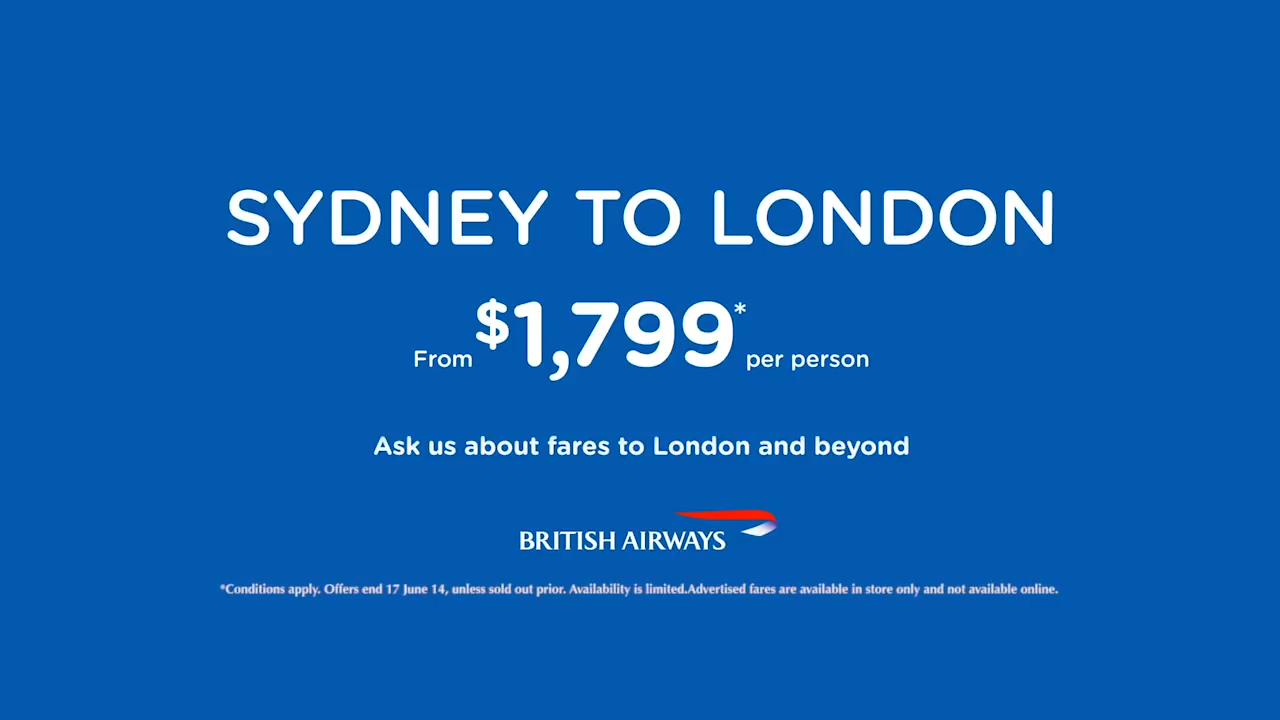 SYDNEY TO LONDON
From $1,799* per person
Ask us about fares to London and beyond
BRITISH AIRWAYS
*Conditions apply. Offers end 17 June 14, unless sold out prior. Availability is limited.Advertised fares are available in store only and not available online.